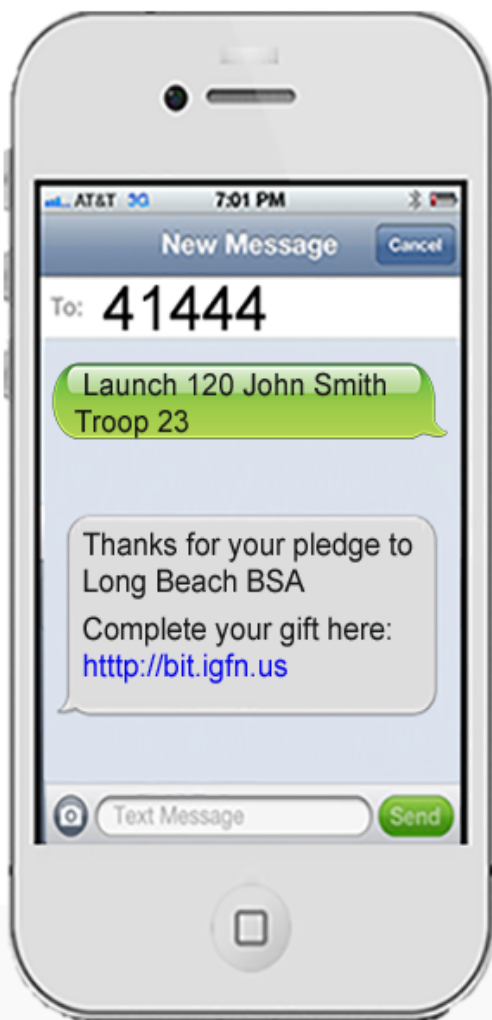 AT&T 3G 7:01 PM
New Message Cancel
To: 41444
Launch 120 John Smith
Troop 23
Thanks for your pledge to
Long Beach BSA
Complete your gift here:
htttp://bit.igfn.us
Text Message Send